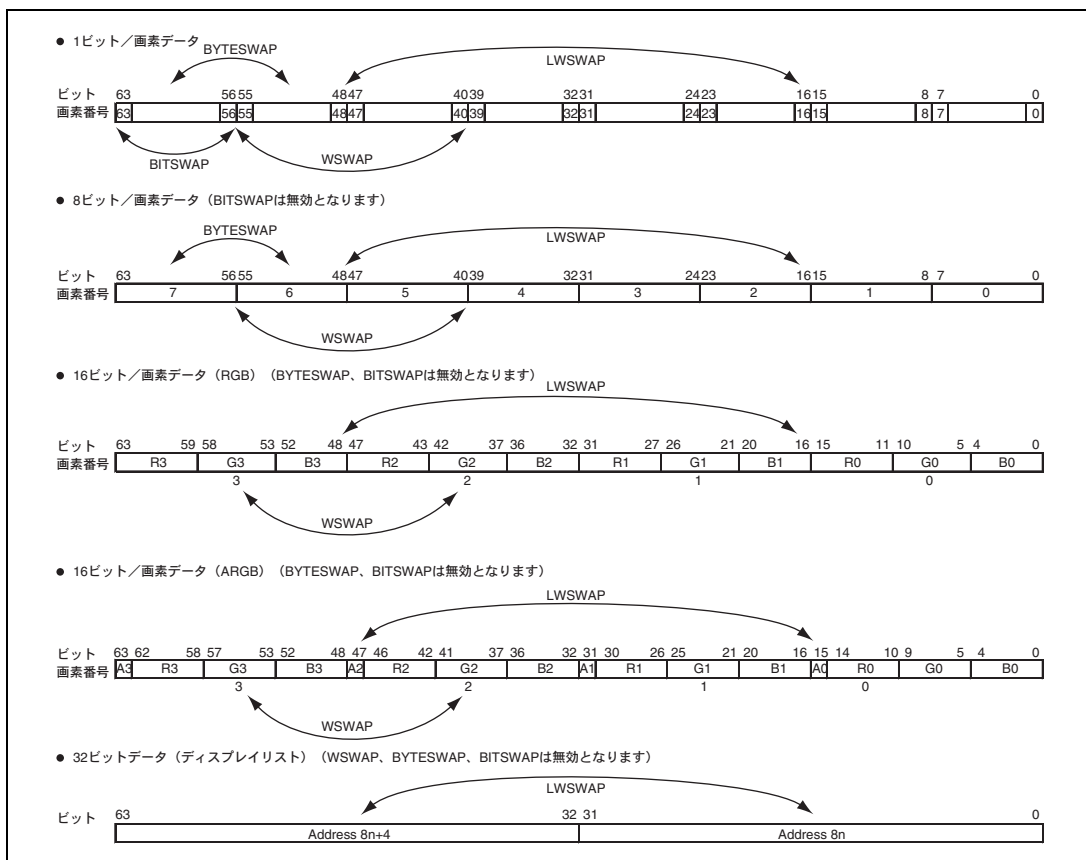 ● 1ビット／画素データ
BYTESWAP
LWSWAP
ビット 63 56 55 48 47 40 39 32 31 24 23 16 15 8 7 0
画素番号 63 56 55 48 47 40 39 32 31 24 23 16 15 8 7 0
BITSWAP
WSWAP
● 8ビット／画素データ（BITSWAPは無効となります）
BYTESWAP
LWSWAP
ビット 63 56 55 48 47 40 39 32 31 24 23 16 15 8 7 0
画素番号 7 6 5 4 3 2 1 0
WSWAP
● 16ビット／画素データ（RGB）（BYTESWAP、BITSWAPは無効となります）
LWSWAP
ビット 63 59 58 53 52 48 47 43 42 37 36 32 31 27 26 21 20 16 15 11 10 5 4 0
画素番号 R3 G3 B3 R2 G2 B2 R1 G1 B1 R0 G0 B0
3 2 1 0
WSWAP
● 16ビット／画素データ（ARGB）（BYTESWAP、BITSWAPは無効となります）
LWSWAP
ビット 63 62 58 57 53 52 48 47 46 42 41 37 36 32 31 30 26 25 21 20 16 15 14 10 9 5 4 0
画素番号 A3 R3 G3 B3 A2 R2 G2 B2 A1 R1 G1 B1 A0 R0 G0 B0
3 2 1 0
WSWAP
● 32ビットデータ（ディスプレイリスト）（WSWAP、BYTESWAP、BITSWAPは無効となります）
LWSWAP
ビット 63 32 31 0
Address 8n+4 Address 8n